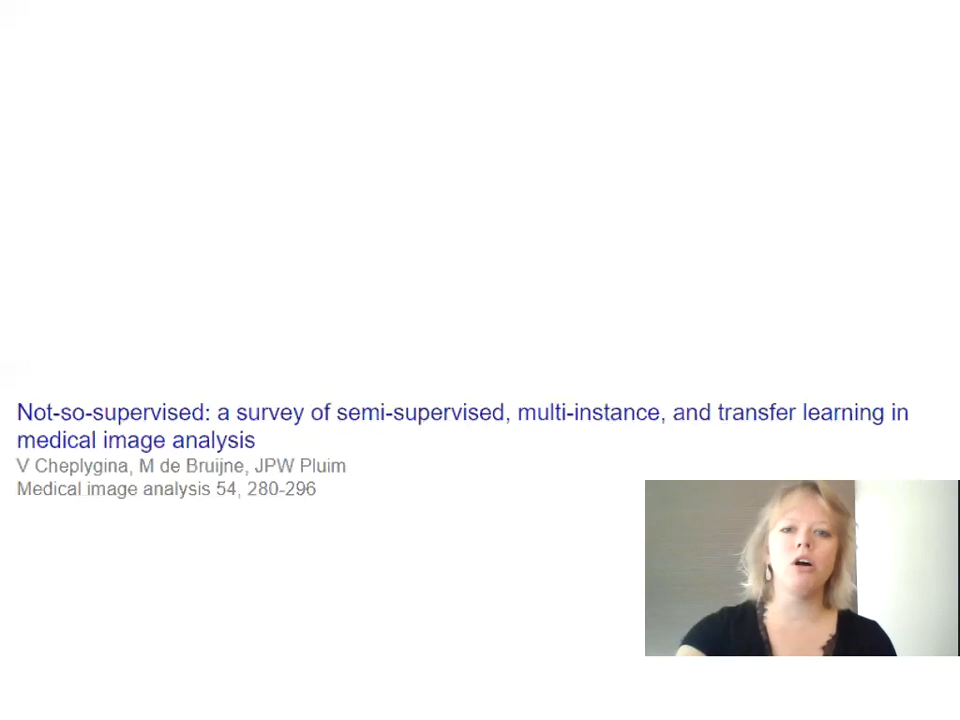 Not-so-supervised: a survey of semi-supervised, multi-instance, and transfer learning in
medical image analysis
V Cheplygina, M de Bruijne, JPW Pluim
Medical image analysis 54, 280-296